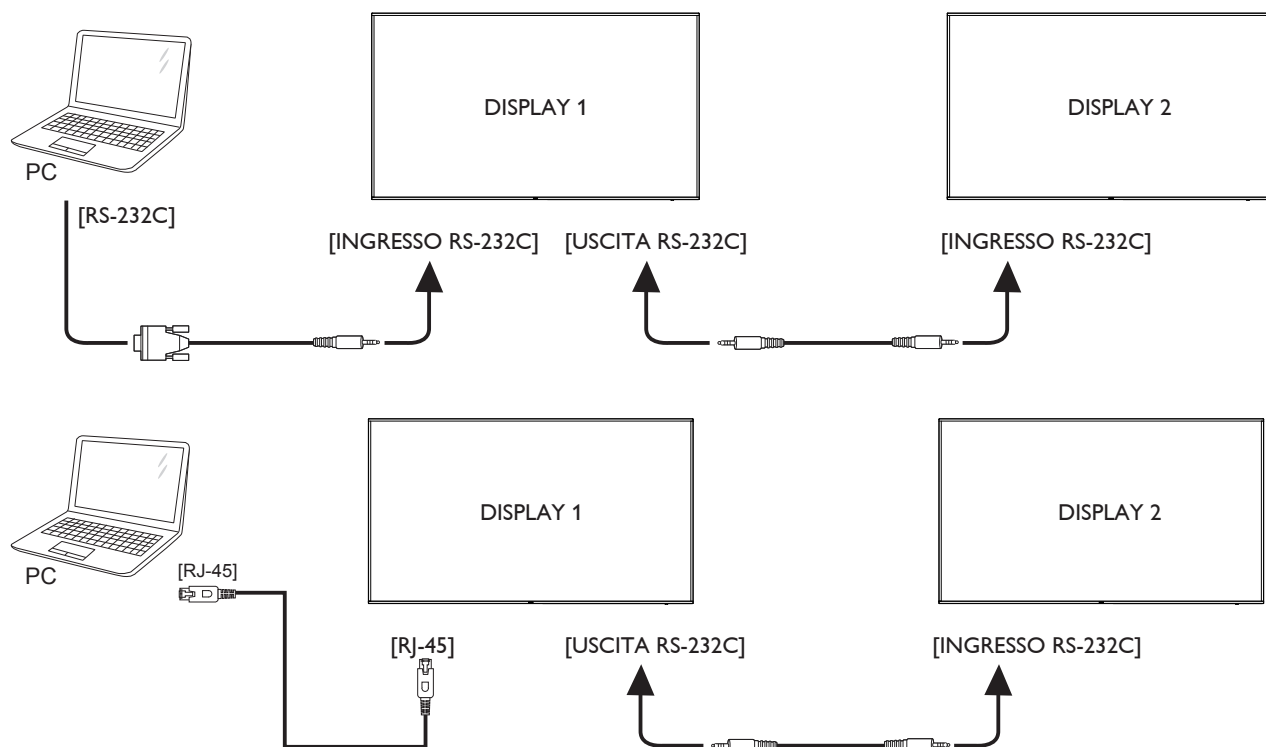 DISPLAY 1
DISPLAY 2
PC
[RS-232C]
[INGRESSO RS-232C]
[USCITA RS-232C]
[INGRESSO RS-232C]
DISPLAY 1
DISPLAY 2
PC
[RJ-45]
[RJ-45]
[USCITA RS-232C]
[INGRESSO RS-232C]